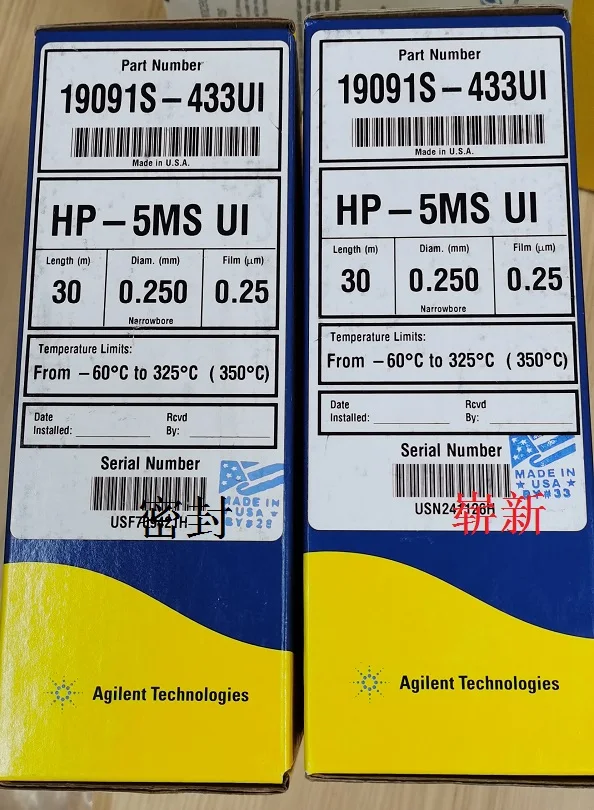 Part Number
19091S-433UI
Made in U.S.A.
HP-5MS UI
Length (m)
Diam. (mm)
Film (µm)
30
0.250
0.25
Narrowbore
Temperature Limits:
From -60°C to 325°C (350°C)
Date
Installed:
Rcvd
By:
Serial Number
MADE IN
USA
BY#28
密封
Agilent Technologies
Part Number
19091S-433UI
Made in U.S.A.
HP-5MS UI
Length (m)
Diam. (mm)
Film (µm)
30
0.250
0.25
Narrowbore
Temperature Limits:
From -60°C to 325°C (350°C)
Date
Installed:
Rcvd
By:
Serial Number
MADE IN
USA
BY#33
崭新
Agilent Technologies